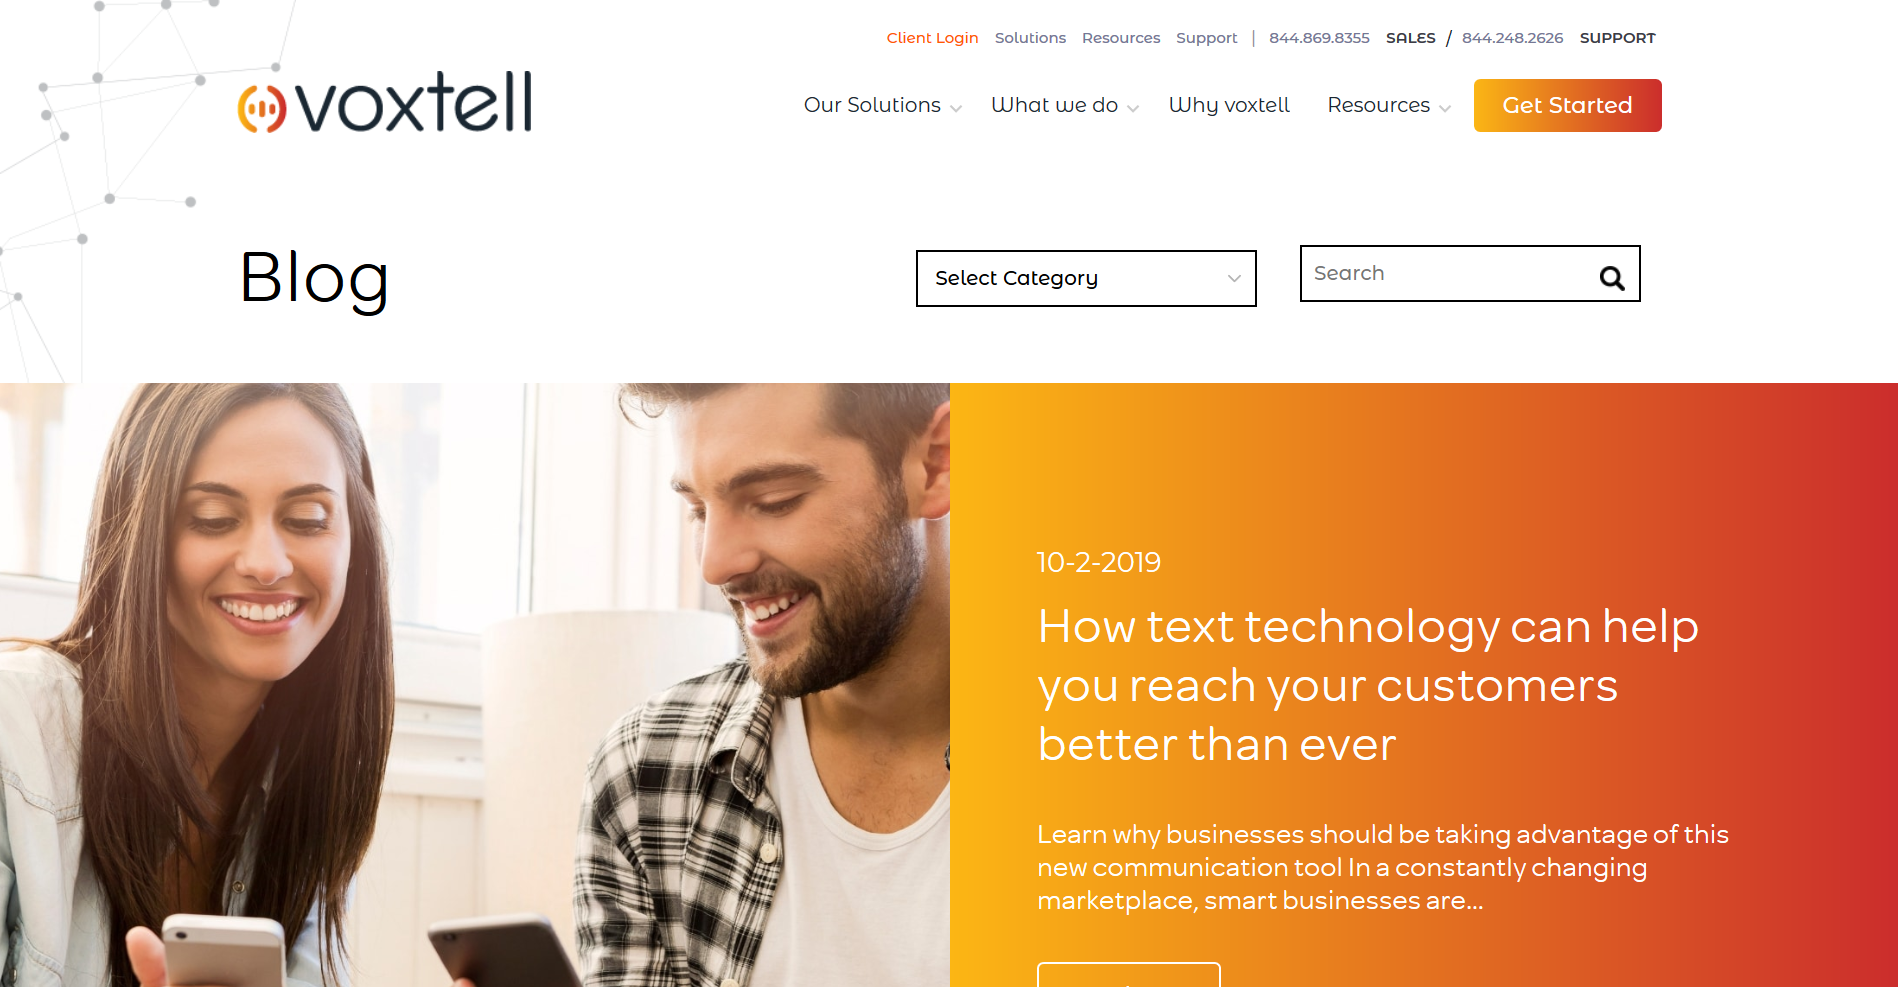 Client Login Solutions Resources Support | 844.869.8355 SALES / 844.248.2626 SUPPORT
voxtell
Our Solutions What we do Why voxtell Resources Get Started
Blog
Select Category
Search
10-2-2019
How text technology can help
you reach your customers
better than ever
Learn why businesses should be taking advantage of this
new communication tool In a constantly changing
marketplace, smart businesses are...